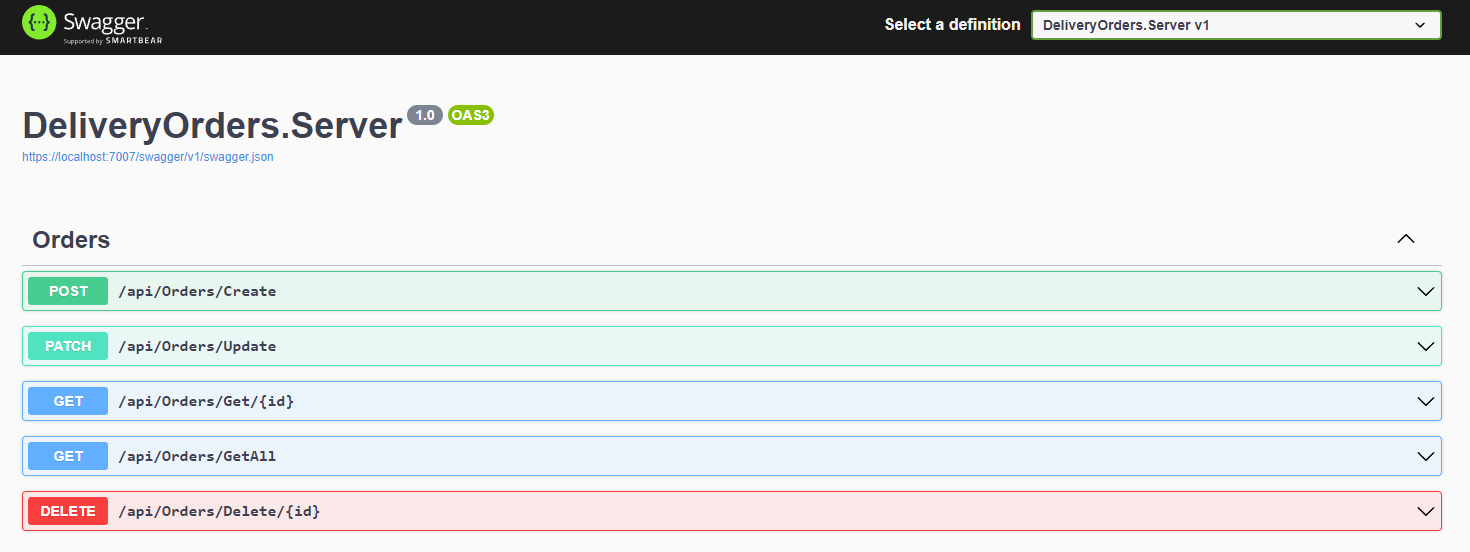 Swagger
Supported by SMARTBEAR
Select a definition
DeliveryOrders.Server v1
DeliveryOrders.Server 1.0 OAS3
https://localhost:7007/swagger/v1/swagger.json
Orders
POST /api/Orders/Create
PATCH /api/Orders/Update
GET /api/Orders/Get/{id}
GET /api/Orders/GetAll
DELETE /api/Orders/Delete/{id}